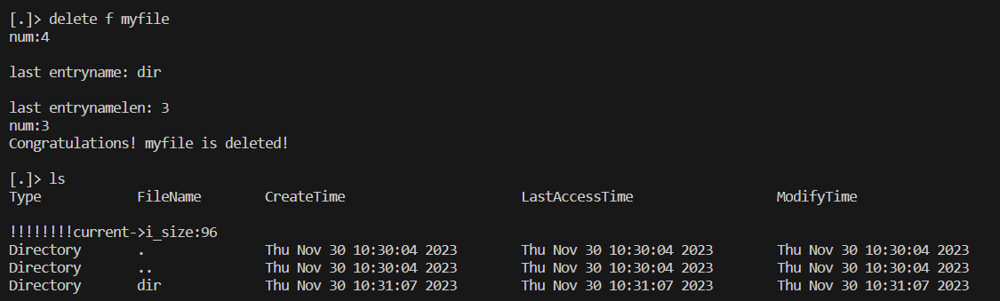 [.]> delete f myfile
num:4
last entryname: dir
last entrynamelen: 3
num:3
Congratulations! myfile is deleted!
[.]> ls
Type FileName CreateTime LastAccessTime ModifyTime
!!!!!!!!current->i_size:96
Directory . Thu Nov 30 10:30:04 2023 Thu Nov 30 10:30:04 2023 Thu Nov 30 10:30:04 2023
Directory .. Thu Nov 30 10:30:04 2023 Thu Nov 30 10:30:04 2023 Thu Nov 30 10:30:04 2023
Directory dir Thu Nov 30 10:31:07 2023 Thu Nov 30 10:31:07 2023 Thu Nov 30 10:31:07 2023